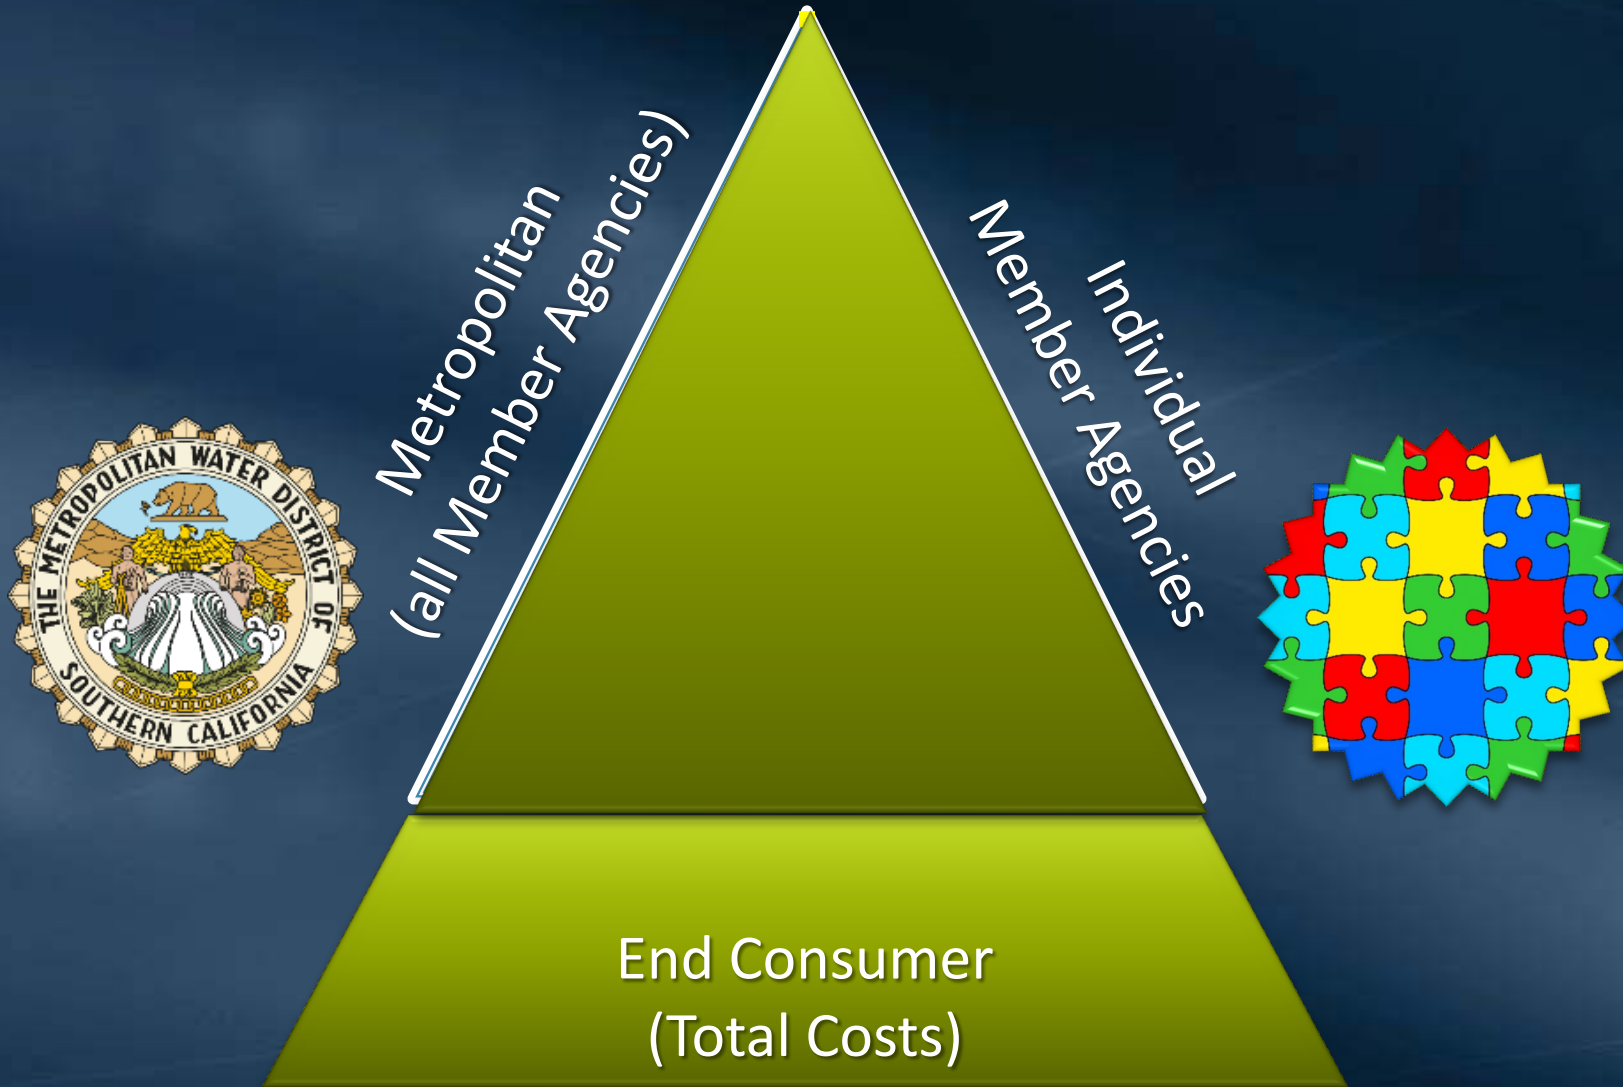 Metropolitan
(all Member Agencies)
Individual
Member Agencies
THE METROPOLITAN WATER DISTRICT OF
SOUTHERN CALIFORNIA
End Consumer
(Total Costs)